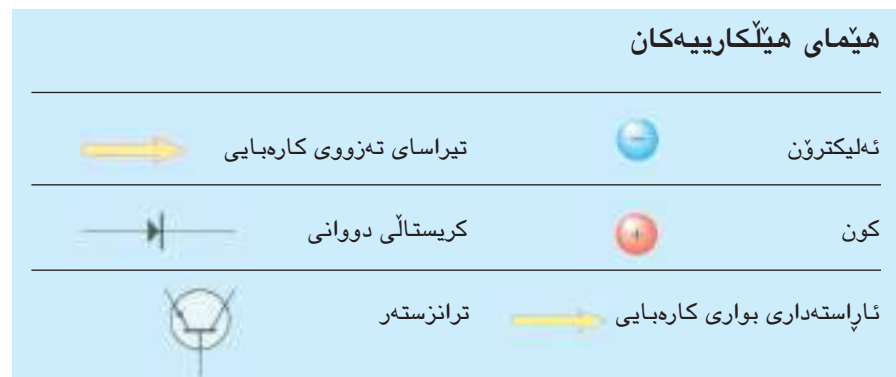 هێمای هێڵکارییەکان
ئەلیکترۆن
تیراسای تەزووی کارەبایی
کون
کریستاڵی دووانی
ئاڕاستەداری بواری کارەبایی
ترانزستەر